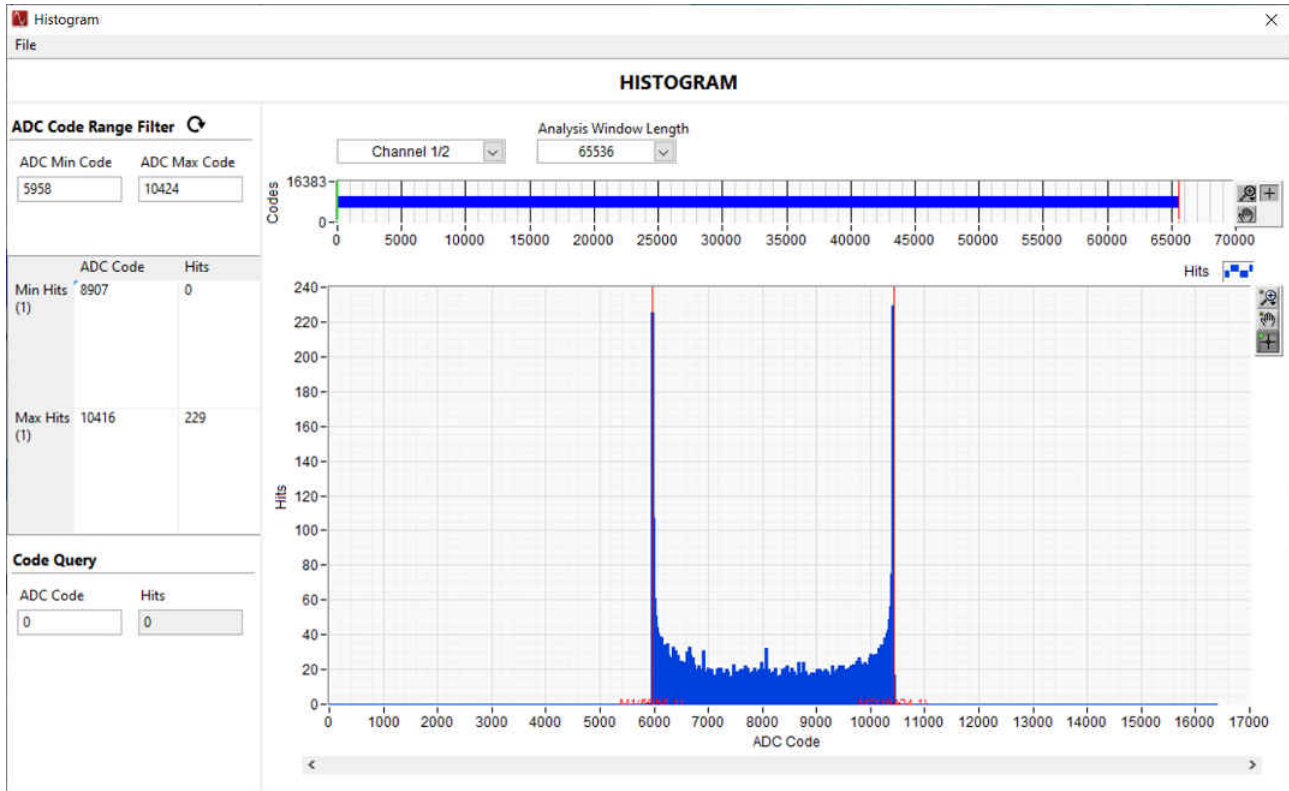 Histogram
File
HISTOGRAM
ADC Code Range Filter
ADC Min Code ADC Max Code
5958 10424
ADC Code Hits
Min Hits (1) 8907 0
Max Hits (1) 10416 229
Code Query
ADC Code Hits
0 0
Analysis Window Length
Channel 1/2 65536
Codes
16383
0
0 5000 10000 15000 20000 25000 30000 35000 40000 45000 50000 55000 60000 65000 70000
Hits
Hits
240
220
200
180
160
140
120
100
80
60
40
20
0
0 1000 2000 3000 4000 5000 6000 7000 8000 9000 10000 11000 12000 13000 14000 15000 16000 17000
ADC Code